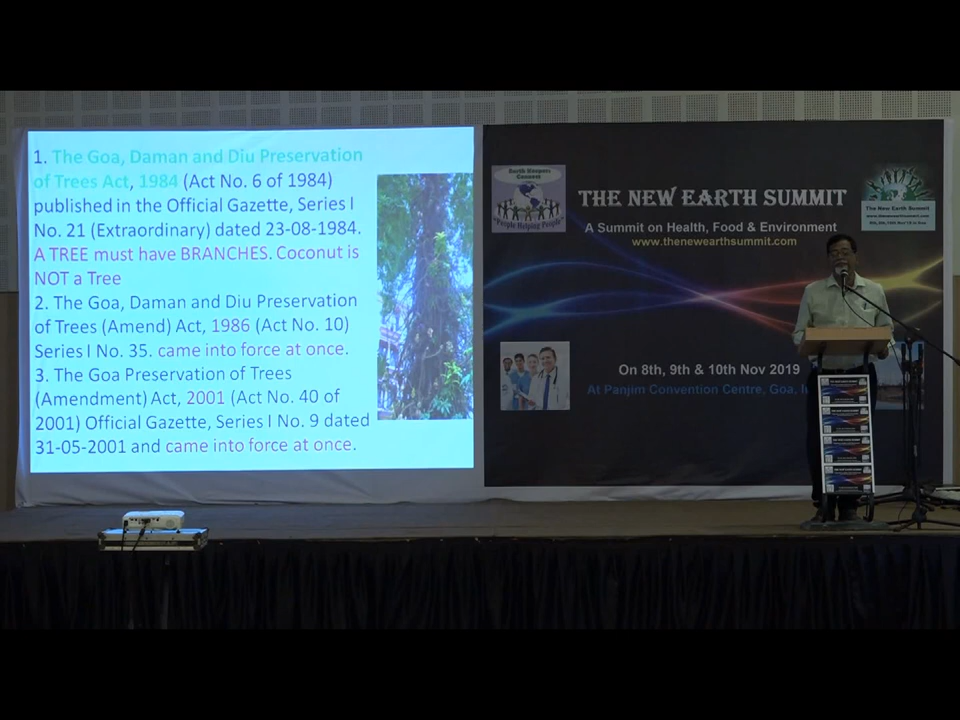 1. The Goa, Daman and Diu Preservation
of Trees Act, 1984 (Act No. 6 of 1984)
published in the Official Gazette, Series I
No. 21 (Extraordinary) dated 23-08-1984.
A TREE must have BRANCHES. Coconut is
NOT a Tree
2. The Goa, Daman and Diu Preservation
of Trees (Amend) Act, 1986 (Act No. 10)
Series I No. 35. came into force at once.
3. The Goa Preservation of Trees
(Amendment) Act, 2001 (Act No. 40 of
2001) Official Gazette, Series I No. 9 dated
31-05-2001 and came into force at once.
People Helping People
THE NEW EARTH SUMMIT
A Summit on Health, Food & Environment
www.thenewearthsummit.com
The New Earth Summit
www.thenewearthsummit.com
On 8th, 9th & 10th Nov 2019
At Panjim Convention Centre, Goa,